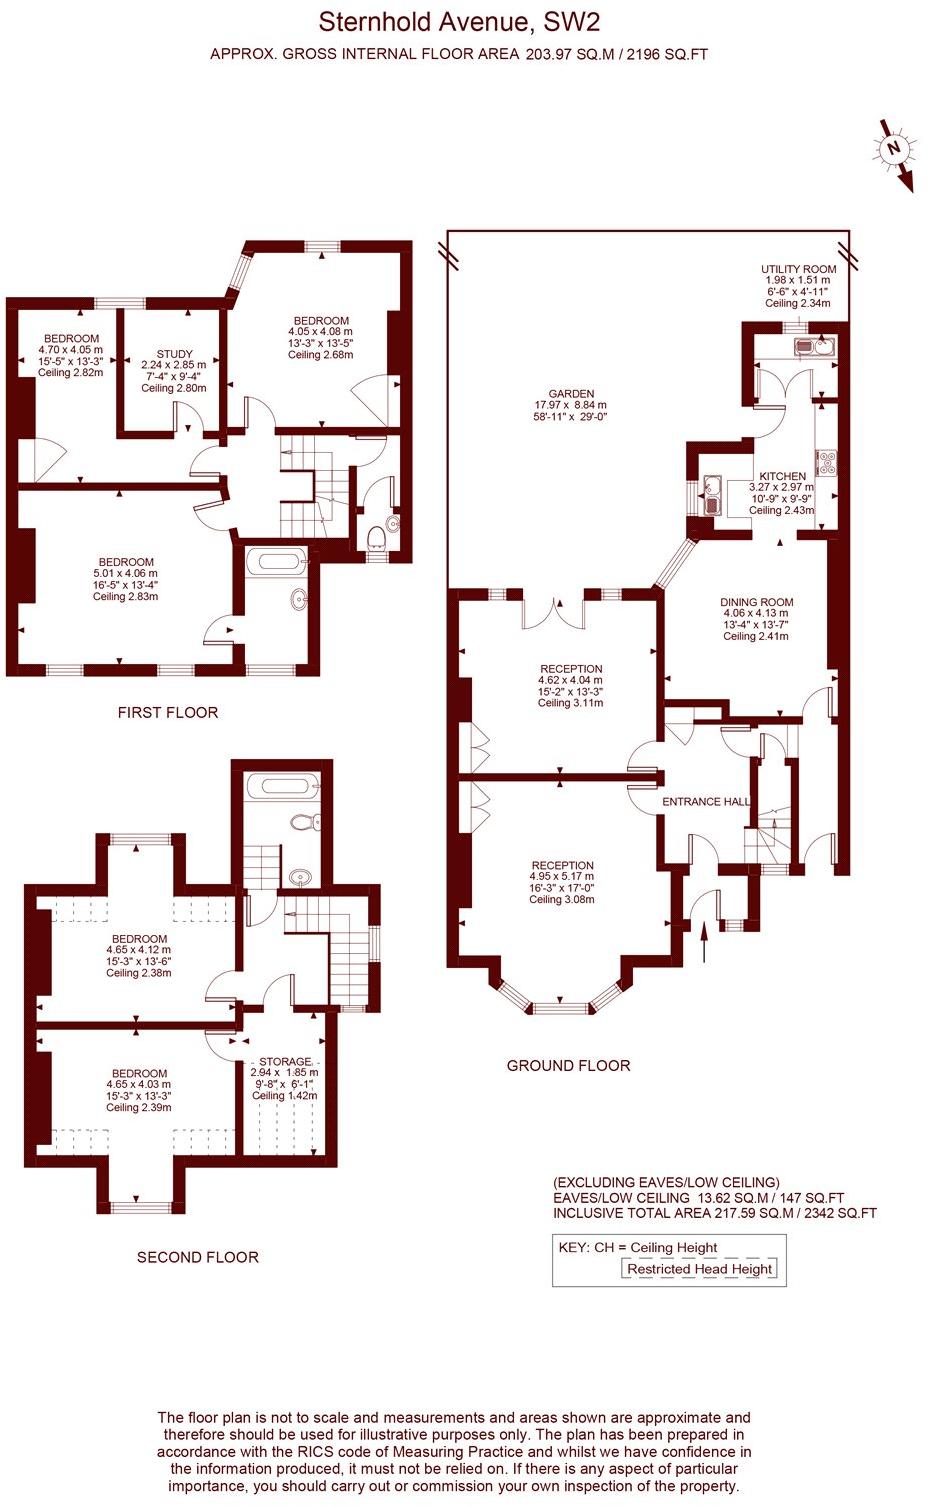 Sternhold Avenue, SW2
APPROX. GROSS INTERNAL FLOOR AREA 203.97 SQ.M / 2196 SQ.FT
N
UTILITY ROOM
1.98 x 1.51 m
6'-6" x 4'-11"
Ceiling 2.34m
BEDROOM
4.05 x 4.08 m
13'-3" x 13'-5"
Ceiling 2.68m
BEDROOM
4.70 x 4.05 m
15'-5" x 13'-3"
Ceiling 2.82m
STUDY
2.24 x 2.85 m
7'-4" x 9'-4"
Ceiling 2.80m
GARDEN
17.97 x 8.84 m
58'-11" x 29'-0"
KITCHEN
3.27 x 2.97 m
10'-9" x 9'-9"
Ceiling 2.43m
BEDROOM
5.01 x 4.06 m
16'-5" x 13'-4"
Ceiling 2.83m
DINING ROOM
4.06 x 4.13 m
13'-4" x 13'-7"
Ceiling 2.41m
RECEPTION
4.62 x 4.04 m
15'-2" x 13'-3"
Ceiling 3.11m
FIRST FLOOR
ENTRANCE HALL
RECEPTION
4.95 x 5.17 m
16'-3" x 17'-0"
Ceiling 3.08m
BEDROOM
4.65 x 4.12 m
15'-3" x 13'-6"
Ceiling 2.38m
BEDROOM
4.65 x 4.03 m
15'-3" x 13'-3"
Ceiling 2.39m
STORAGE
2.94 x 1.85 m
9'-8" x 6'-1"
Ceiling 1.42m
GROUND FLOOR
SECOND FLOOR
(EXCLUDING EAVES/LOW CEILING)
EAVES/LOW CEILING 13.62 SQ.M / 147 SQ.FT
INCLUSIVE TOTAL AREA 217.59 SQ.M / 2342 SQ.FT
KEY: CH = Ceiling Height
Restricted Head Height
The floor plan is not to scale and measurements and areas shown are approximate and
therefore should be used for illustrative purposes only. The plan has been prepared in
accordance with the RICS code of Measuring Practice and whilst we have confidence in
the information produced, it must not be relied on. If there is any aspect of particular
importance, you should carry out or commission your own inspection of the property.